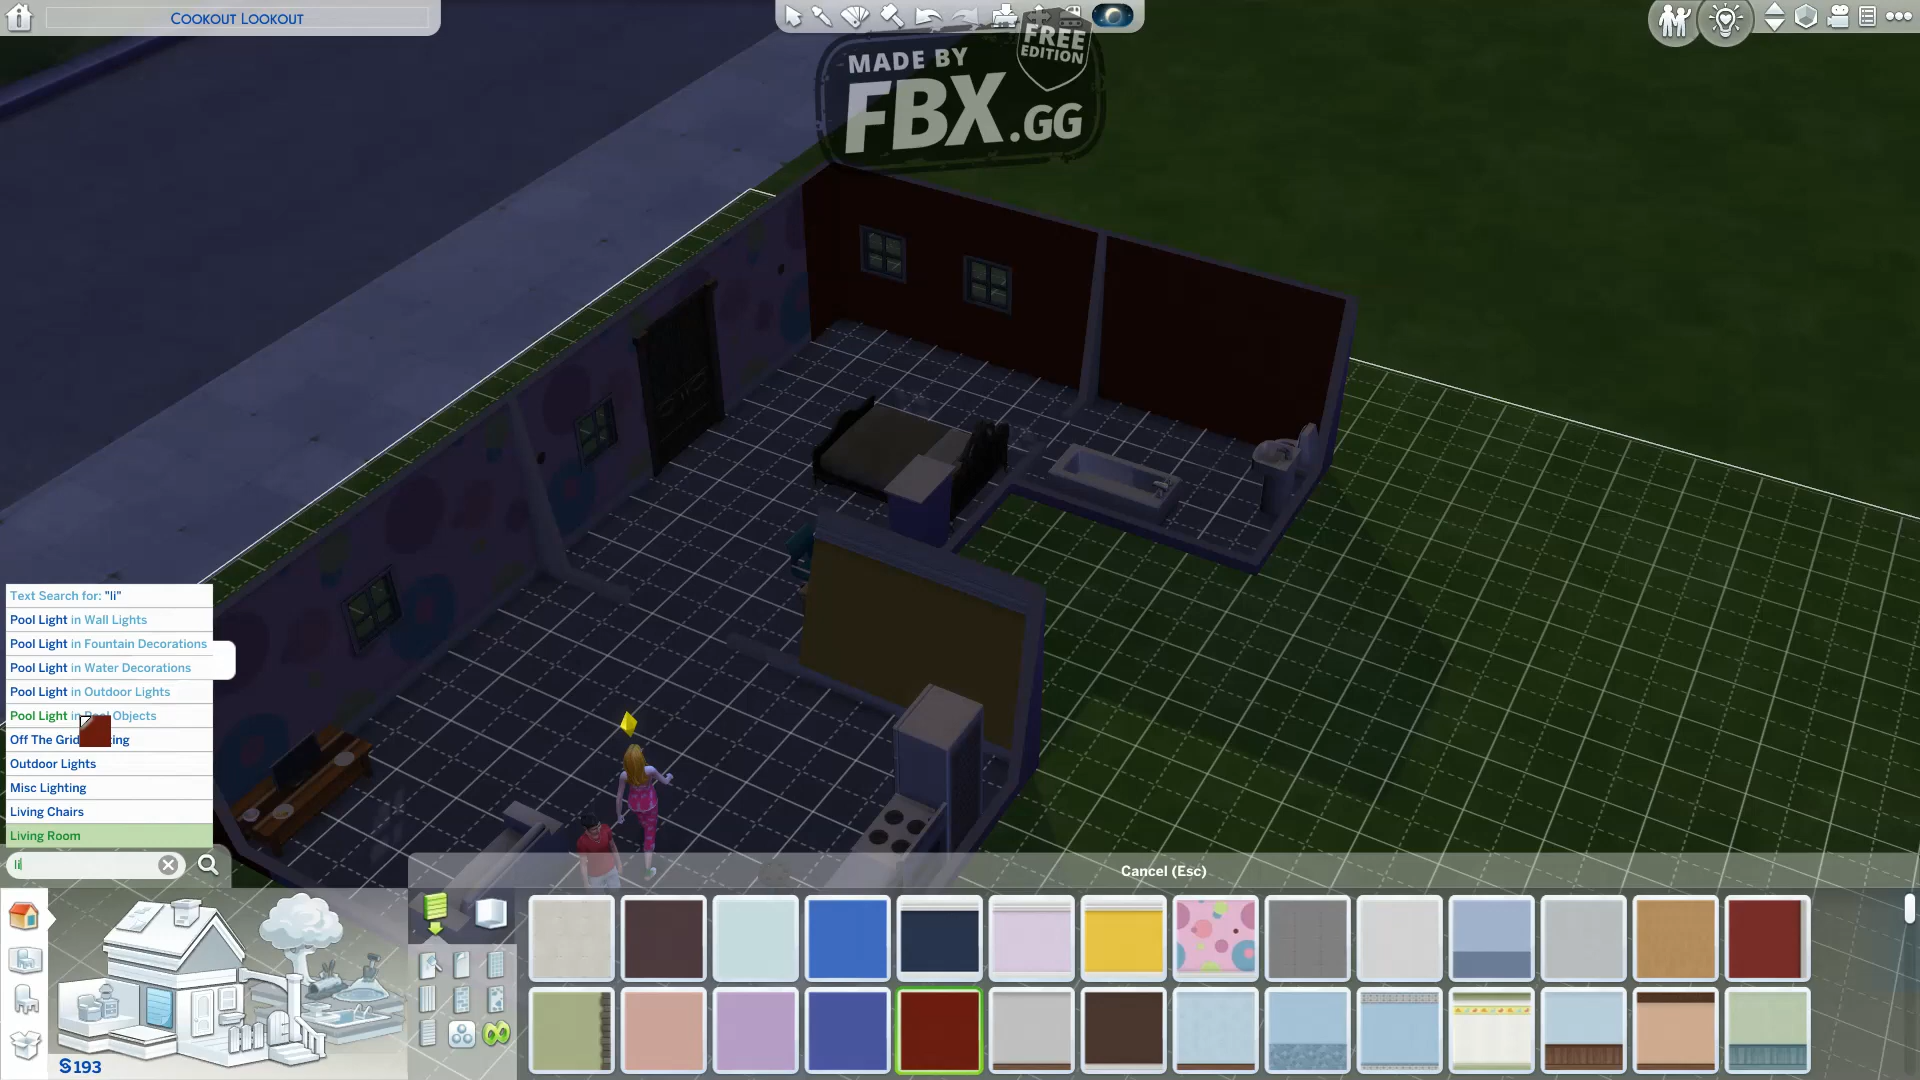 Cookout Lookout
FREE
EDITION
MADE BY
FBX.GG
Text Search for: "li"
Pool Light in Wall Lights
Pool Light in Fountain Decorations
Pool Light in Water Decorations
Pool Light in Outdoor Lights
Pool Light in Pool Objects
Off The Grid
Outdoor Lights
Misc Lighting
Living Chairs
Living Room
li
Cancel (Esc)
§193